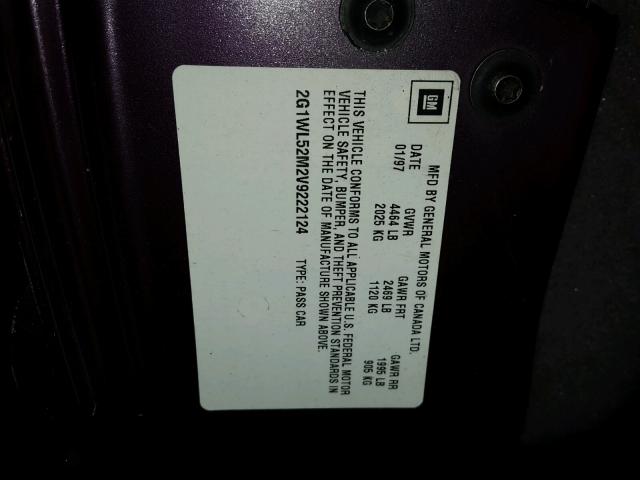 GM
MFD BY GENERAL MOTORS OF CANADA LTD.
DATE GVWR GAWR FRT GAWR RR
01/97 4464 LB 2469 LB 1995 LB
2025 KG 1120 KG 905 KG
THIS VEHICLE CONFORMS TO ALL APPLICABLE U.S. FEDERAL MOTOR
VEHICLE SAFETY, BUMPER, AND THEFT PREVENTION STANDARDS IN
EFFECT ON THE DATE OF MANUFACTURE SHOWN ABOVE.
2G1WL52M2V9222124 TYPE: PASS CAR